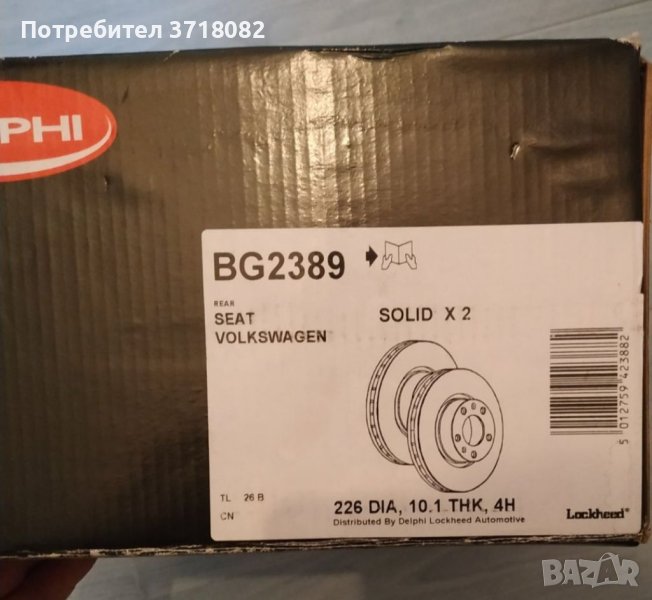 Потребител 3718082
PHI
BG2389
REAR
SEAT
VOLKSWAGEN
SOLID X 2
5 012759 423882
TL 26 B
CN
226 DIA, 10.1 THK, 4H
Distributed By Delphi Lockheed Automotive
Lockheed®
BAZAR